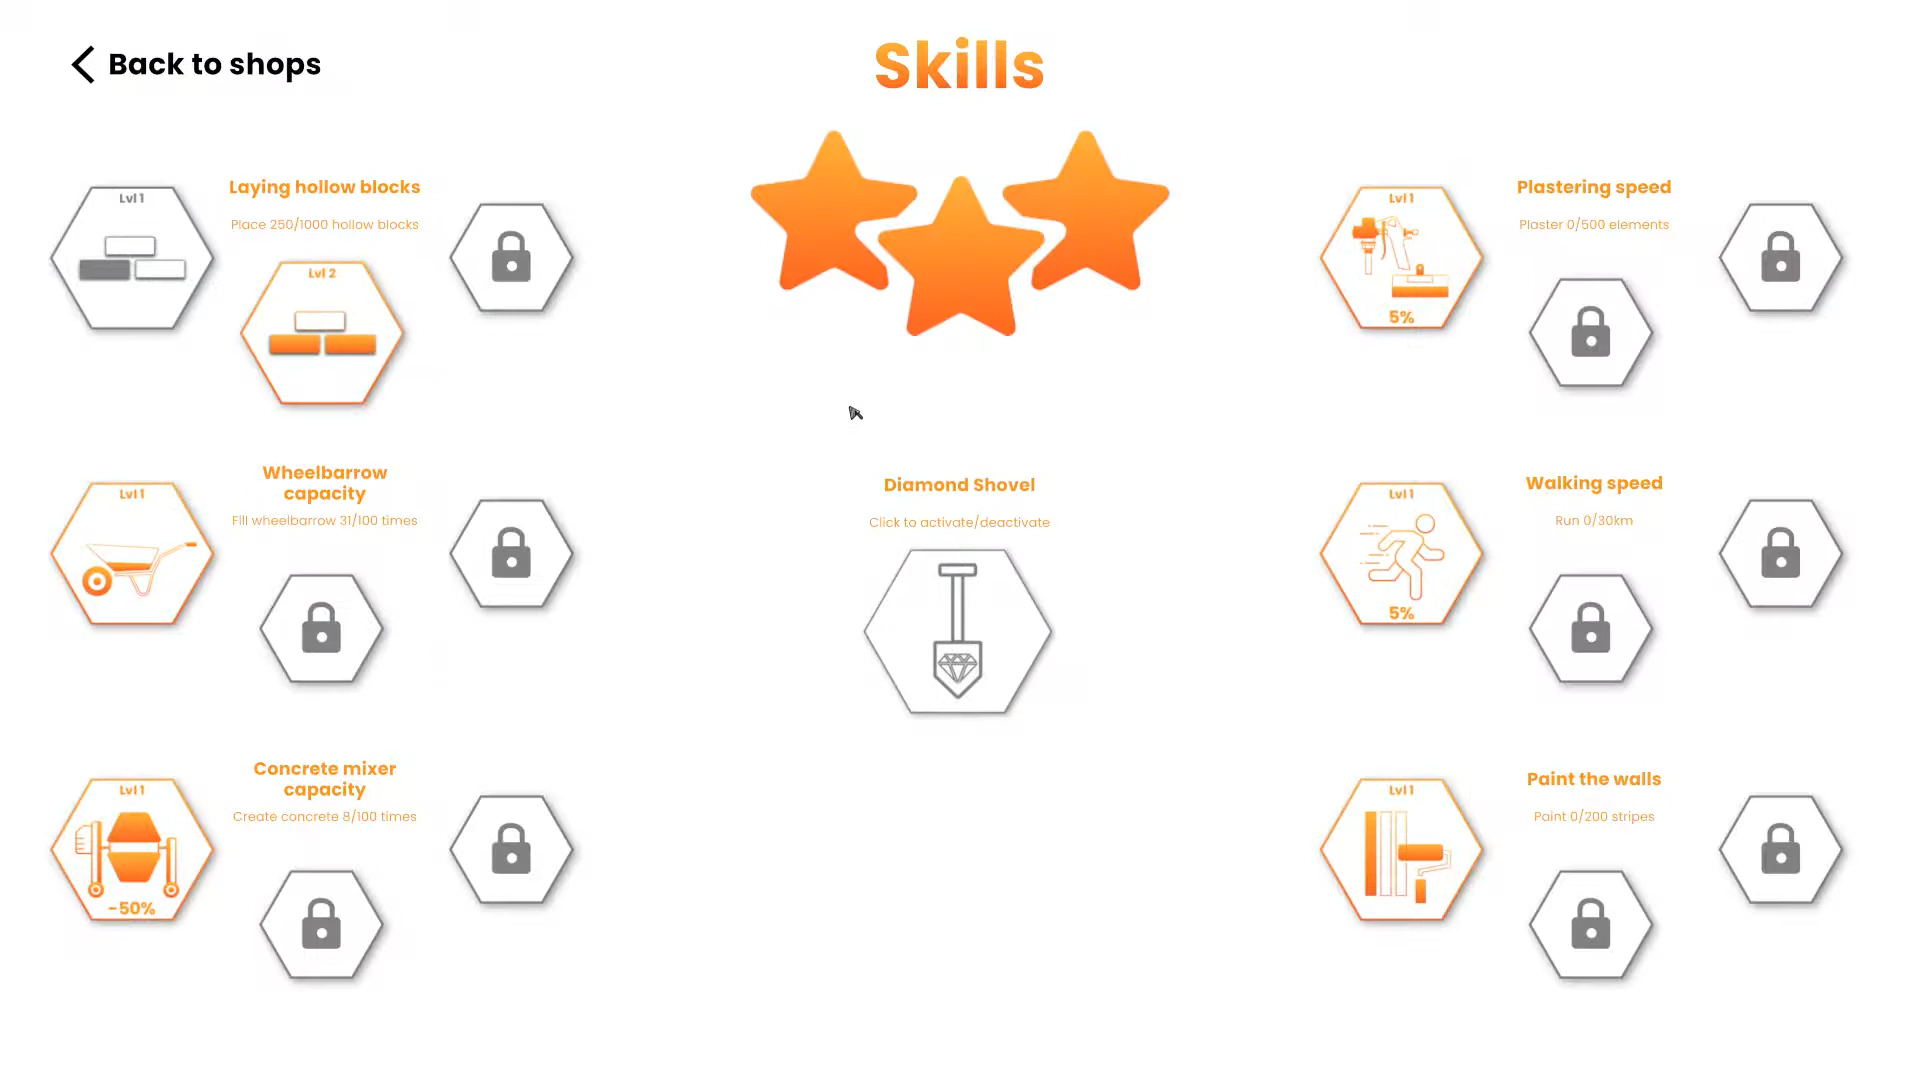 Back to shops
Skills
Lvl 1
Laying hollow blocks
Place 250/1000 hollow blocks
Lvl 2
Wheelbarrow
capacity
Lvl 1
Fill wheelbarrow 31/100 times
Concrete mixer
capacity
Lvl 1
Create concrete 8/100 times
-50%
Diamond Shovel
Click to activate/deactivate
Plastering speed
Lvl 1
Plaster 0/500 elements
5%
Walking speed
Lvl 1
Run 0/30km
5%
Paint the walls
Lvl 1
Paint 0/200 stripes